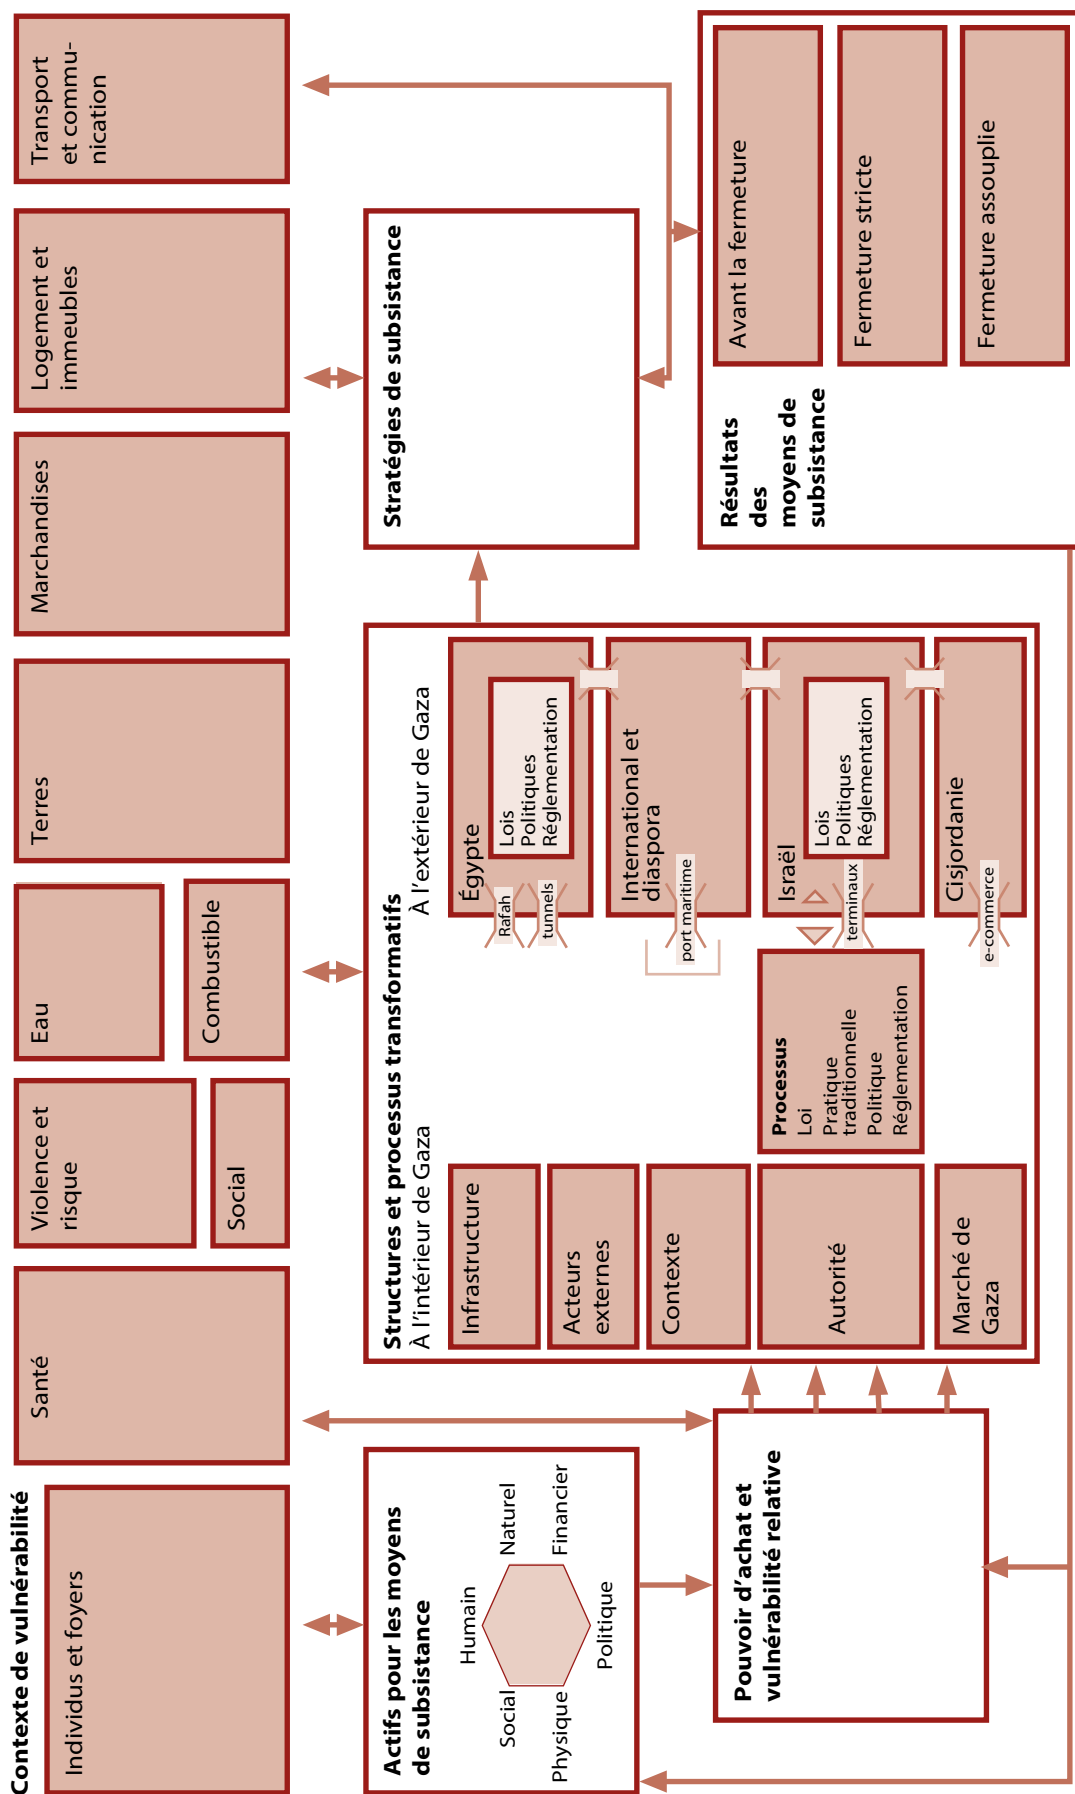 Contexte de vulnérabilité
Individus et foyers
Santé
Violence et
risque
Social
Eau
Combustible
Terres
Marchandises
Logement et
immeubles
Transport
et commu-
nication
Actifs pour les moyens
de subsistance
Humain
Naturel
Financier
Politique
Physique
Social
Pouvoir d’achat et
vulnérabilité relative
Structures et processus transformatifs
À l’intérieur de Gaza
Infrastructure
Acteurs
externes
Contexte
Autorité
Marché de
Gaza
Processus
Loi
Pratique
traditionnelle
Politique
Réglementation
À l’extérieur de Gaza
Égypte
Lois
Politiques
Réglementation
Rafah
tunnels
International et
diaspora
port maritime
Israël
Lois
Politiques
Réglementation
terminaux
Cisjordanie
e-commerce
Stratégies de subsistance
Résultats
des
moyens de
subsistance
Avant la fermeture
Fermeture stricte
Fermeture assouplie